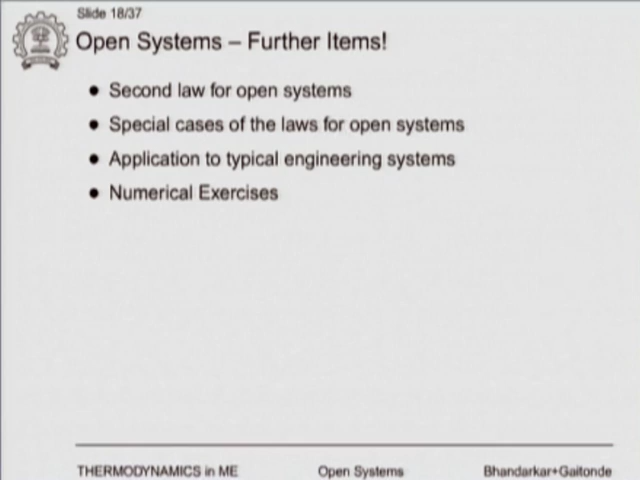 Slide 18/37
Open Systems – Further Items!
● Second law for open systems
● Special cases of the laws for open systems
● Application to typical engineering systems
● Numerical Exercises
THERMODYNAMICS in ME Open Systems Bhandarkar+Gaitonde